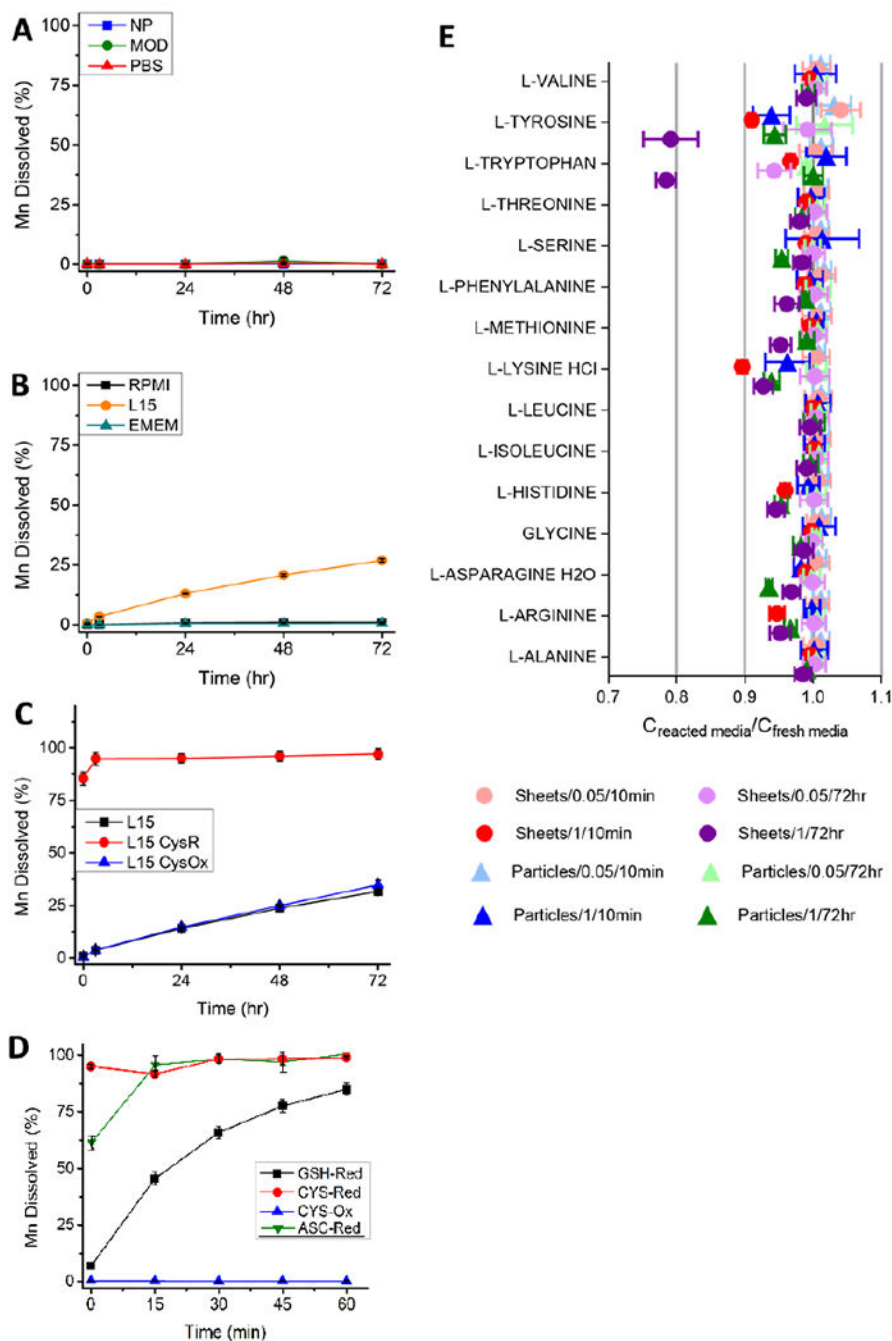 A
NP
MOD
PBS
Mn Dissolved (%)
100
75
50
25
0
0 24 48 72
Time (hr)
B
RPMI
L15
EMEM
Mn Dissolved (%)
100
75
50
25
0
0 24 48 72
Time (hr)
C
L15
L15 CysR
L15 CysOx
Mn Dissolved (%)
100
75
50
25
0
0 24 48 72
Time (hr)
D
GSH-Red
CYS-Red
CYS-Ox
ASC-Red
Mn Dissolved (%)
100
75
50
25
0
0 15 30 45 60
Time (min)
E
L-VALINE
L-TYROSINE
L-TRYPTOPHAN
L-THREONINE
L-SERINE
L-PHENYLALANINE
L-METHIONINE
L-LYSINE HCl
L-LEUCINE
L-ISOLEUCINE
L-HISTIDINE
GLYCINE
L-ASPARAGINE H2O
L-ARGININE
L-ALANINE
0.7 0.8 0.9 1.0 1.1
Creacted media/Cfresh media
Sheets/0.05/10min
Sheets/1/10min
Particles/0.05/10min
Particles/1/10min
Sheets/0.05/72hr
Sheets/1/72hr
Particles/0.05/72hr
Particles/1/72hr